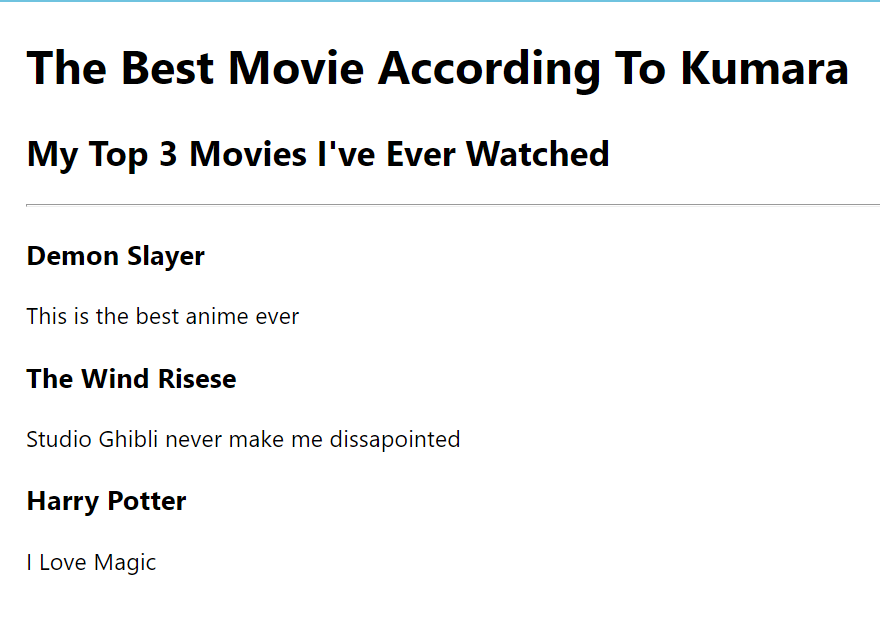 The Best Movie According To Kumara
My Top 3 Movies I've Ever Watched
Demon Slayer
This is the best anime ever
The Wind Risese
Studio Ghibli never make me dissapointed
Harry Potter
I Love Magic